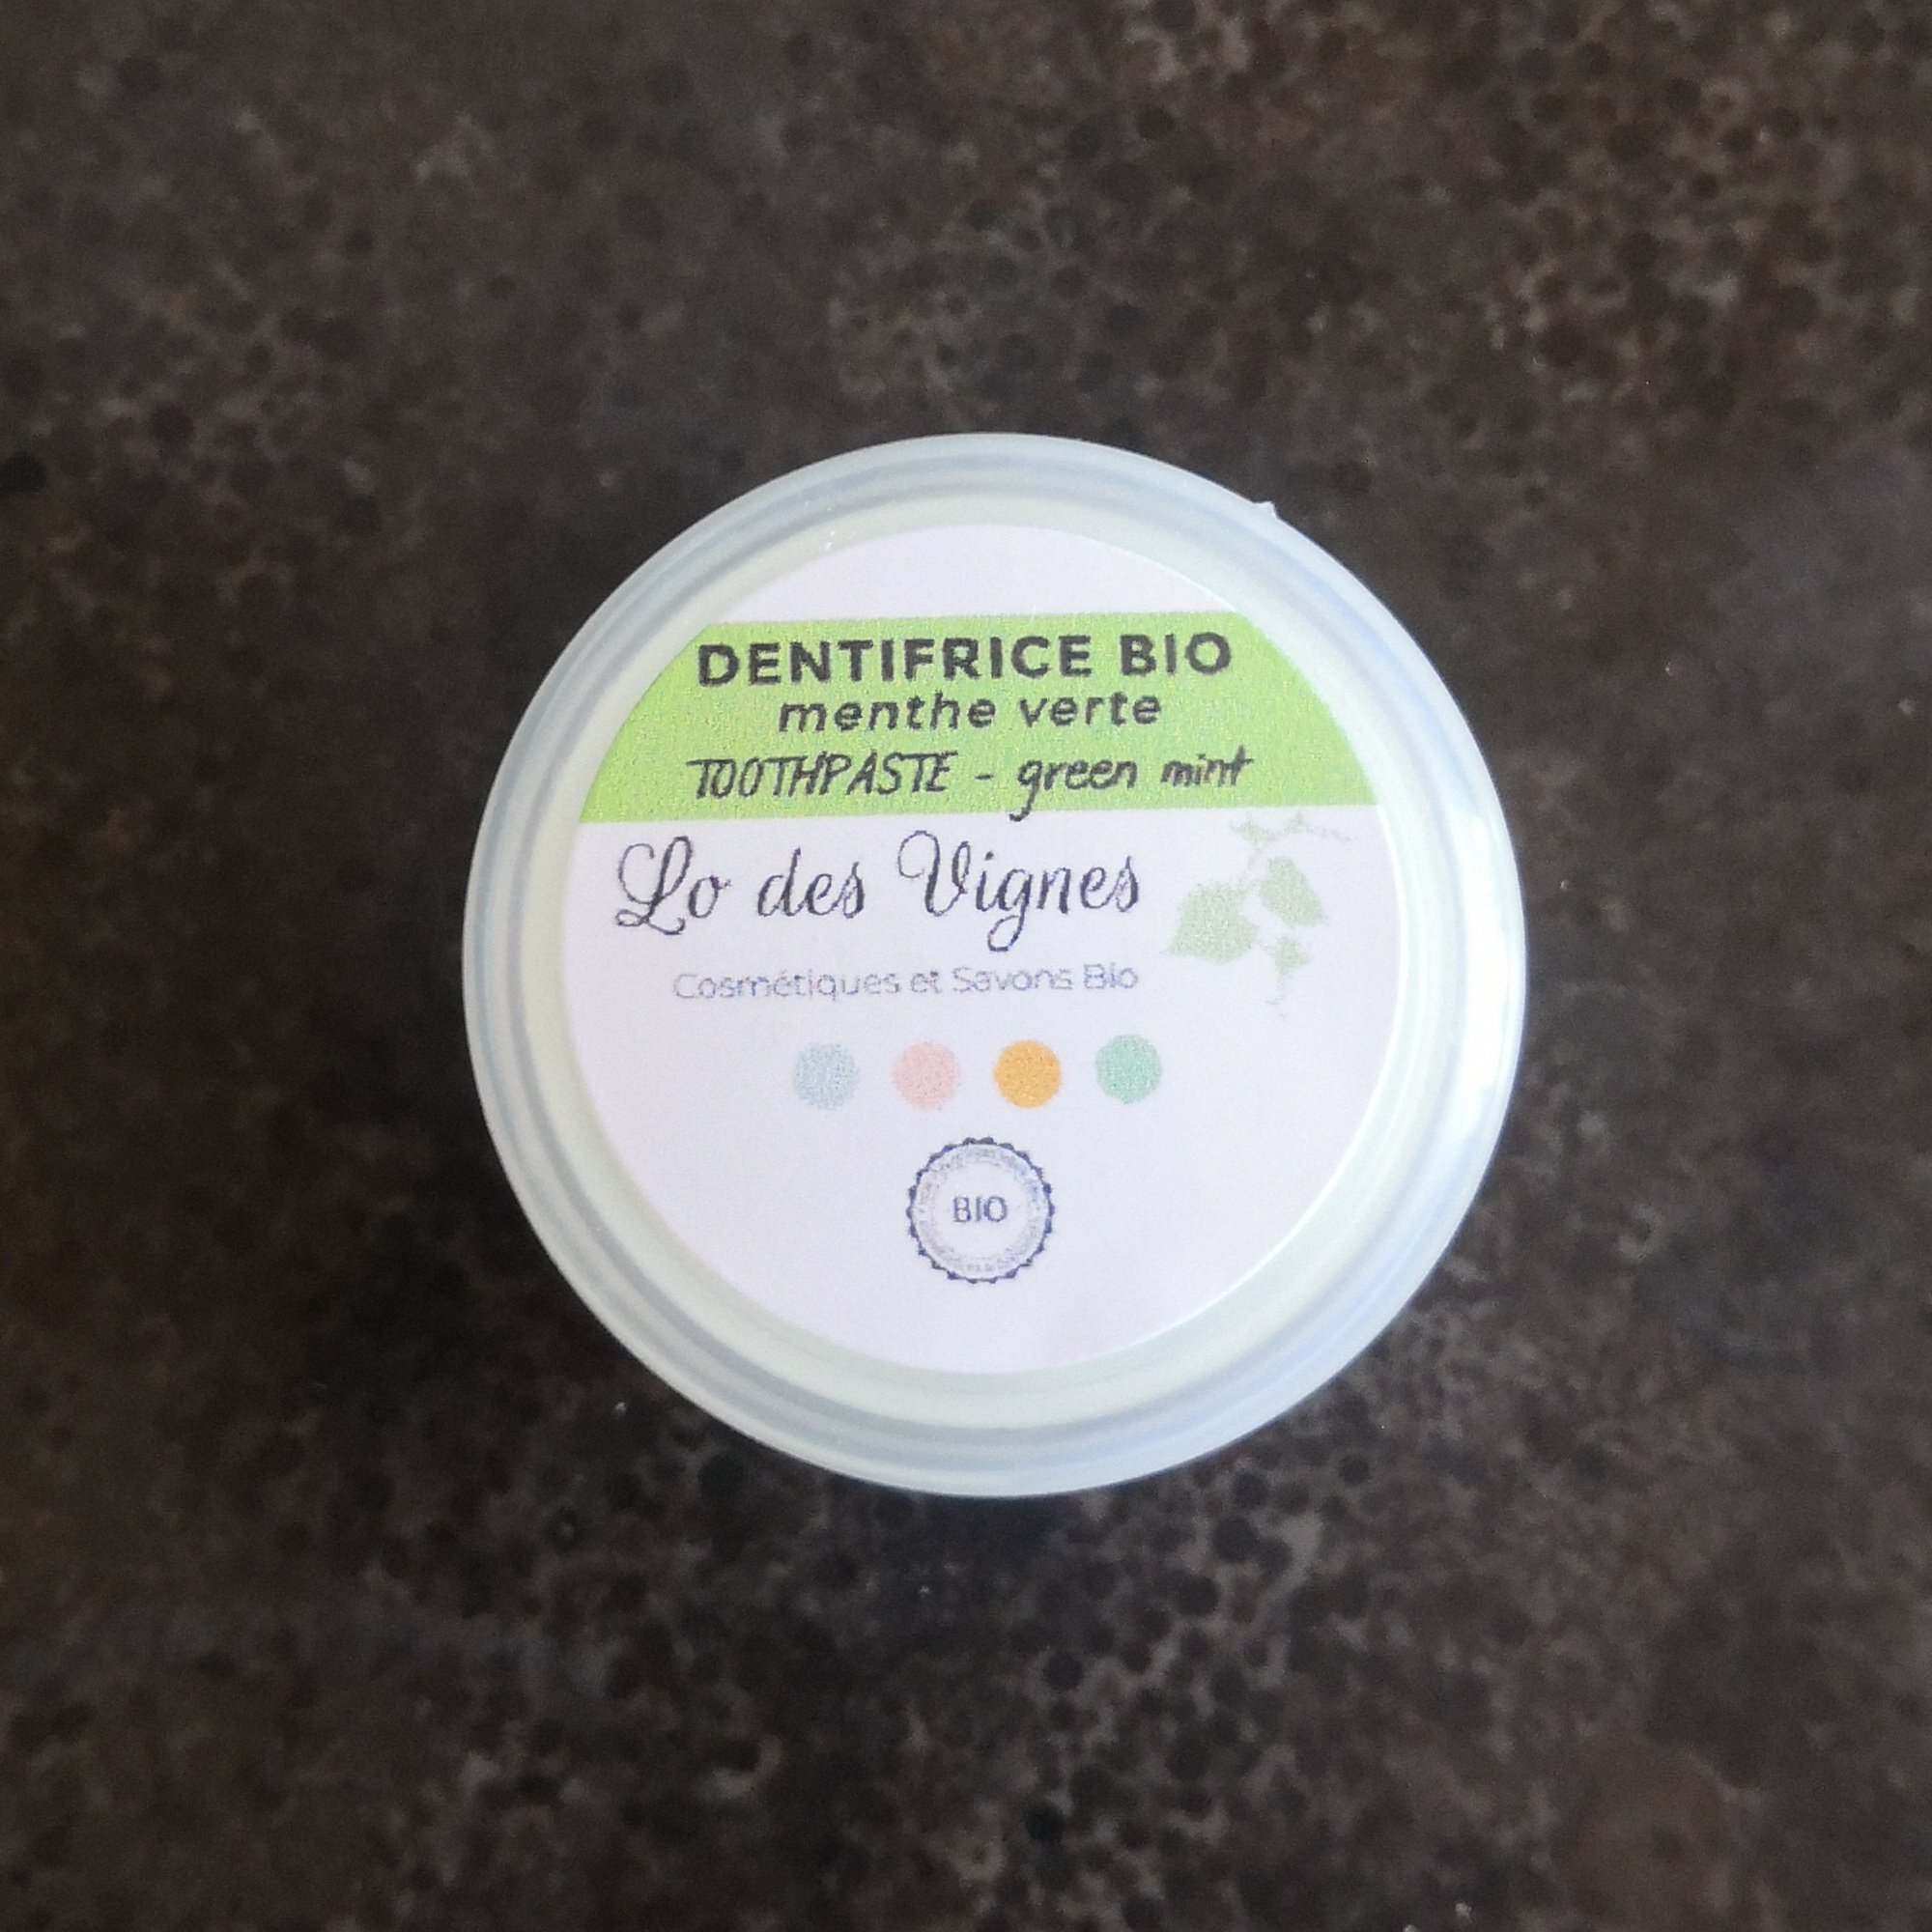 DENTIFRICE BIO
menthe verte
TOOTHPASTE - green mint
Lo des Vignes
Cosmétiques et Savons Bio
BIO